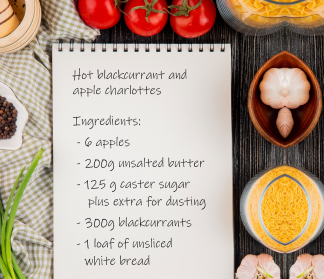 Hot blackcurrant and
apple charlottes
Ingredients:
- 6 apples
- 200g unsalted butter
- 125 g caster sugar
plus extra for dusting
- 300g blackcurrants
- 1 loaf of unsliced
white bread